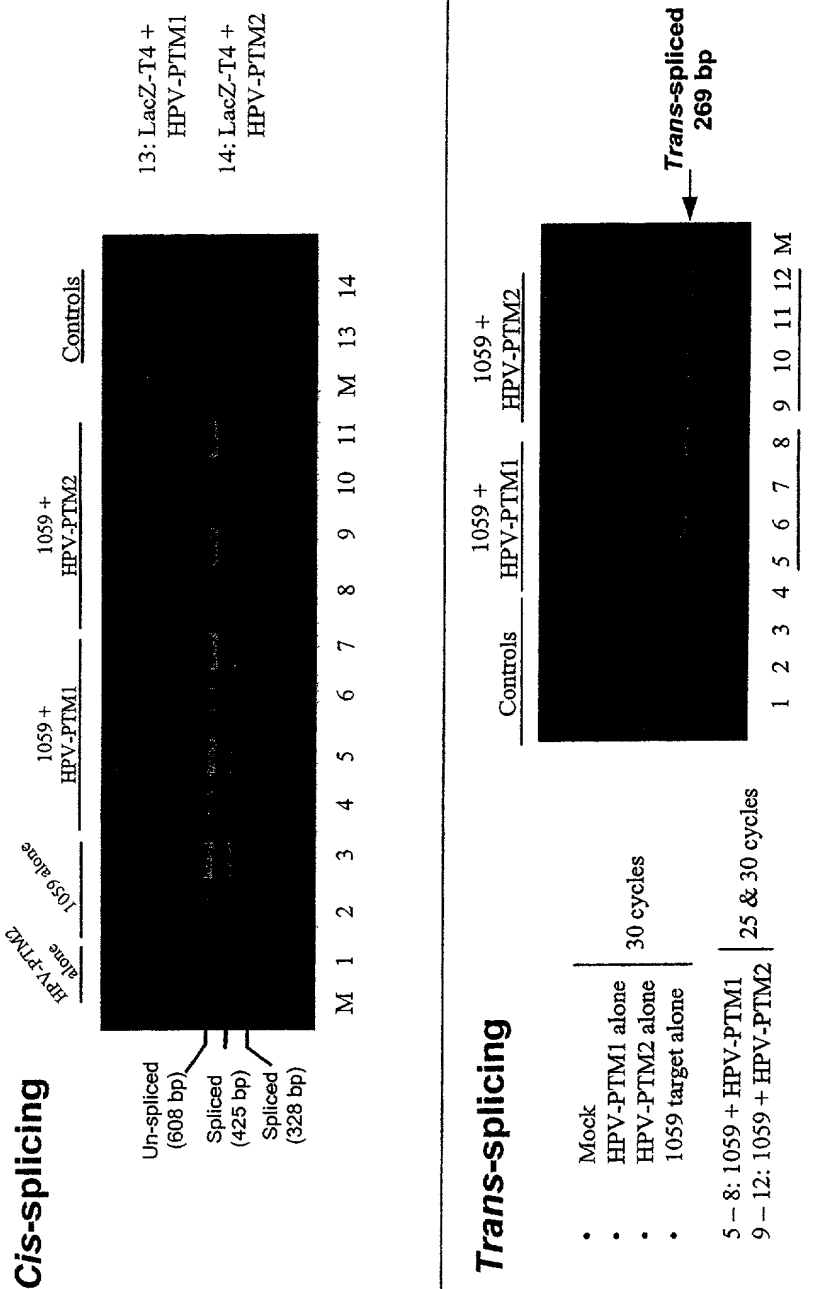 Cis-splicing
HPV-PTM2
alone
1059 alone
1059 +
HPV-PTM1
1059 +
HPV-PTM2
Controls
Un-spliced
(608 bp)
Spliced
(425 bp)
Spliced
(328 bp)
M 1 2 3 4 5 6 7 8 9 10 11 M 13 14
13: LacZ-T4 +
HPV-PTM1
14: LacZ-T4 +
HPV-PTM2
Trans-splicing
• Mock
• HPV-PTM1 alone
• HPV-PTM2 alone
• 1059 target alone
30 cycles
5 – 8: 1059 + HPV-PTM1
9 – 12: 1059 + HPV-PTM2
25 & 30 cycles
Controls
1059 +
HPV-PTM1
1059 +
HPV-PTM2
1 2 3 4 5 6 7 8 9 10 11 12 M
Trans-spliced
269 bp